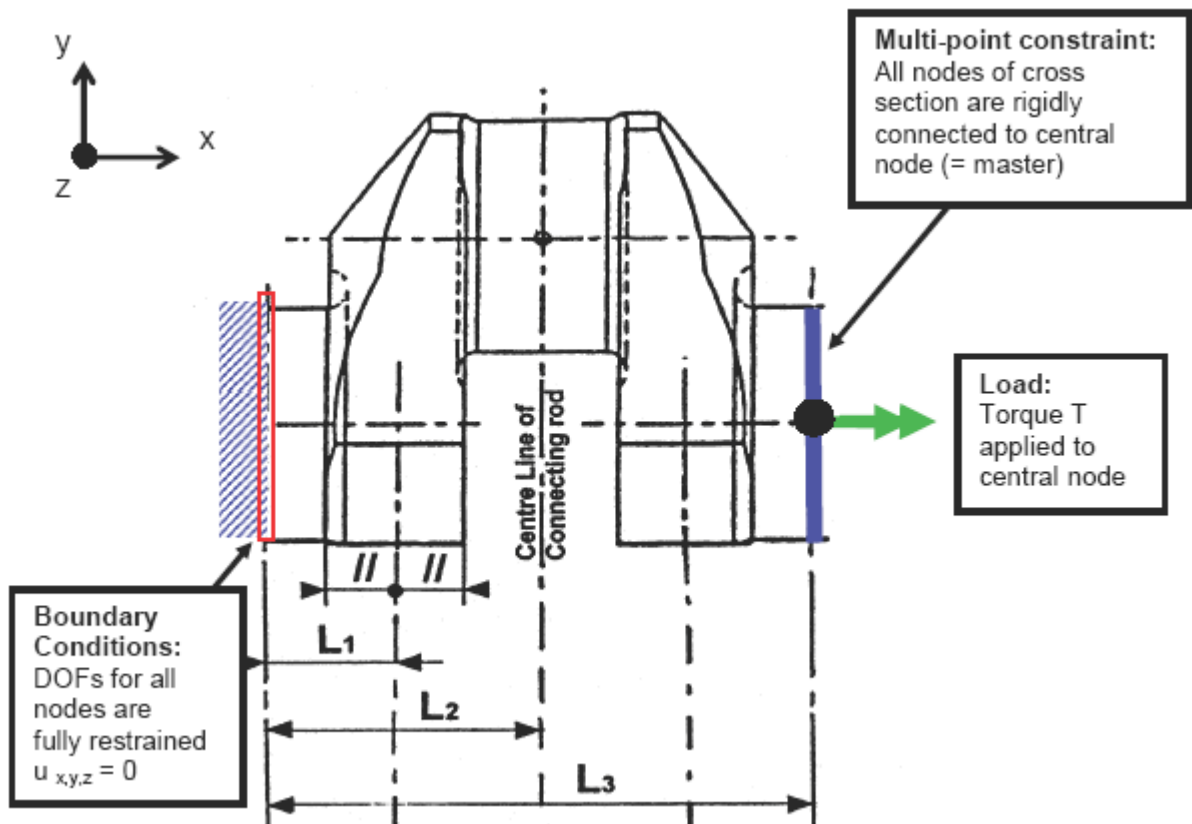 y
x
z
Multi-point constraint:
All nodes of cross
section are rigidly
connected to central
node (= master)
Load:
Torque T
applied to
central node
Centre Line of
Connecting rod
Boundary
Conditions:
DOFs for all
nodes are
fully restrained
u x,y,z = 0
// //
L1
L2
L3